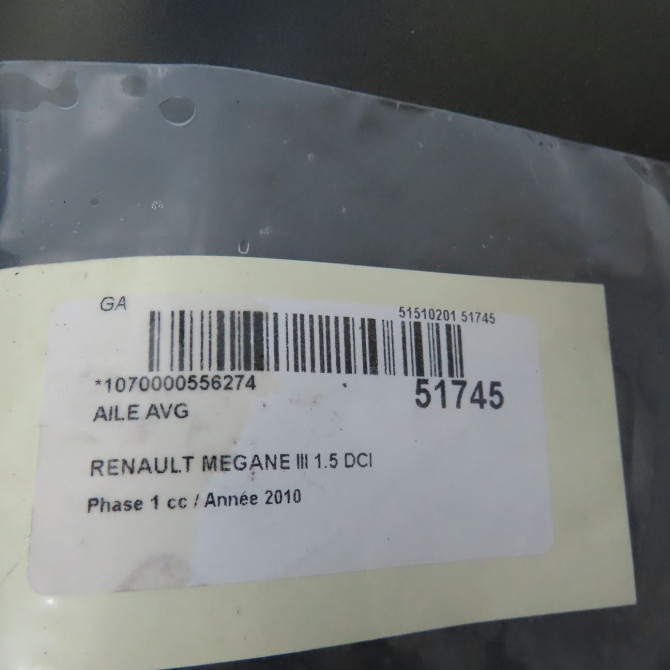 GA
51510201 51745
*1070000556274
51745
AILE AVG
RENAULT MEGANE III 1.5 DCI
Phase 1 cc / Année 2010